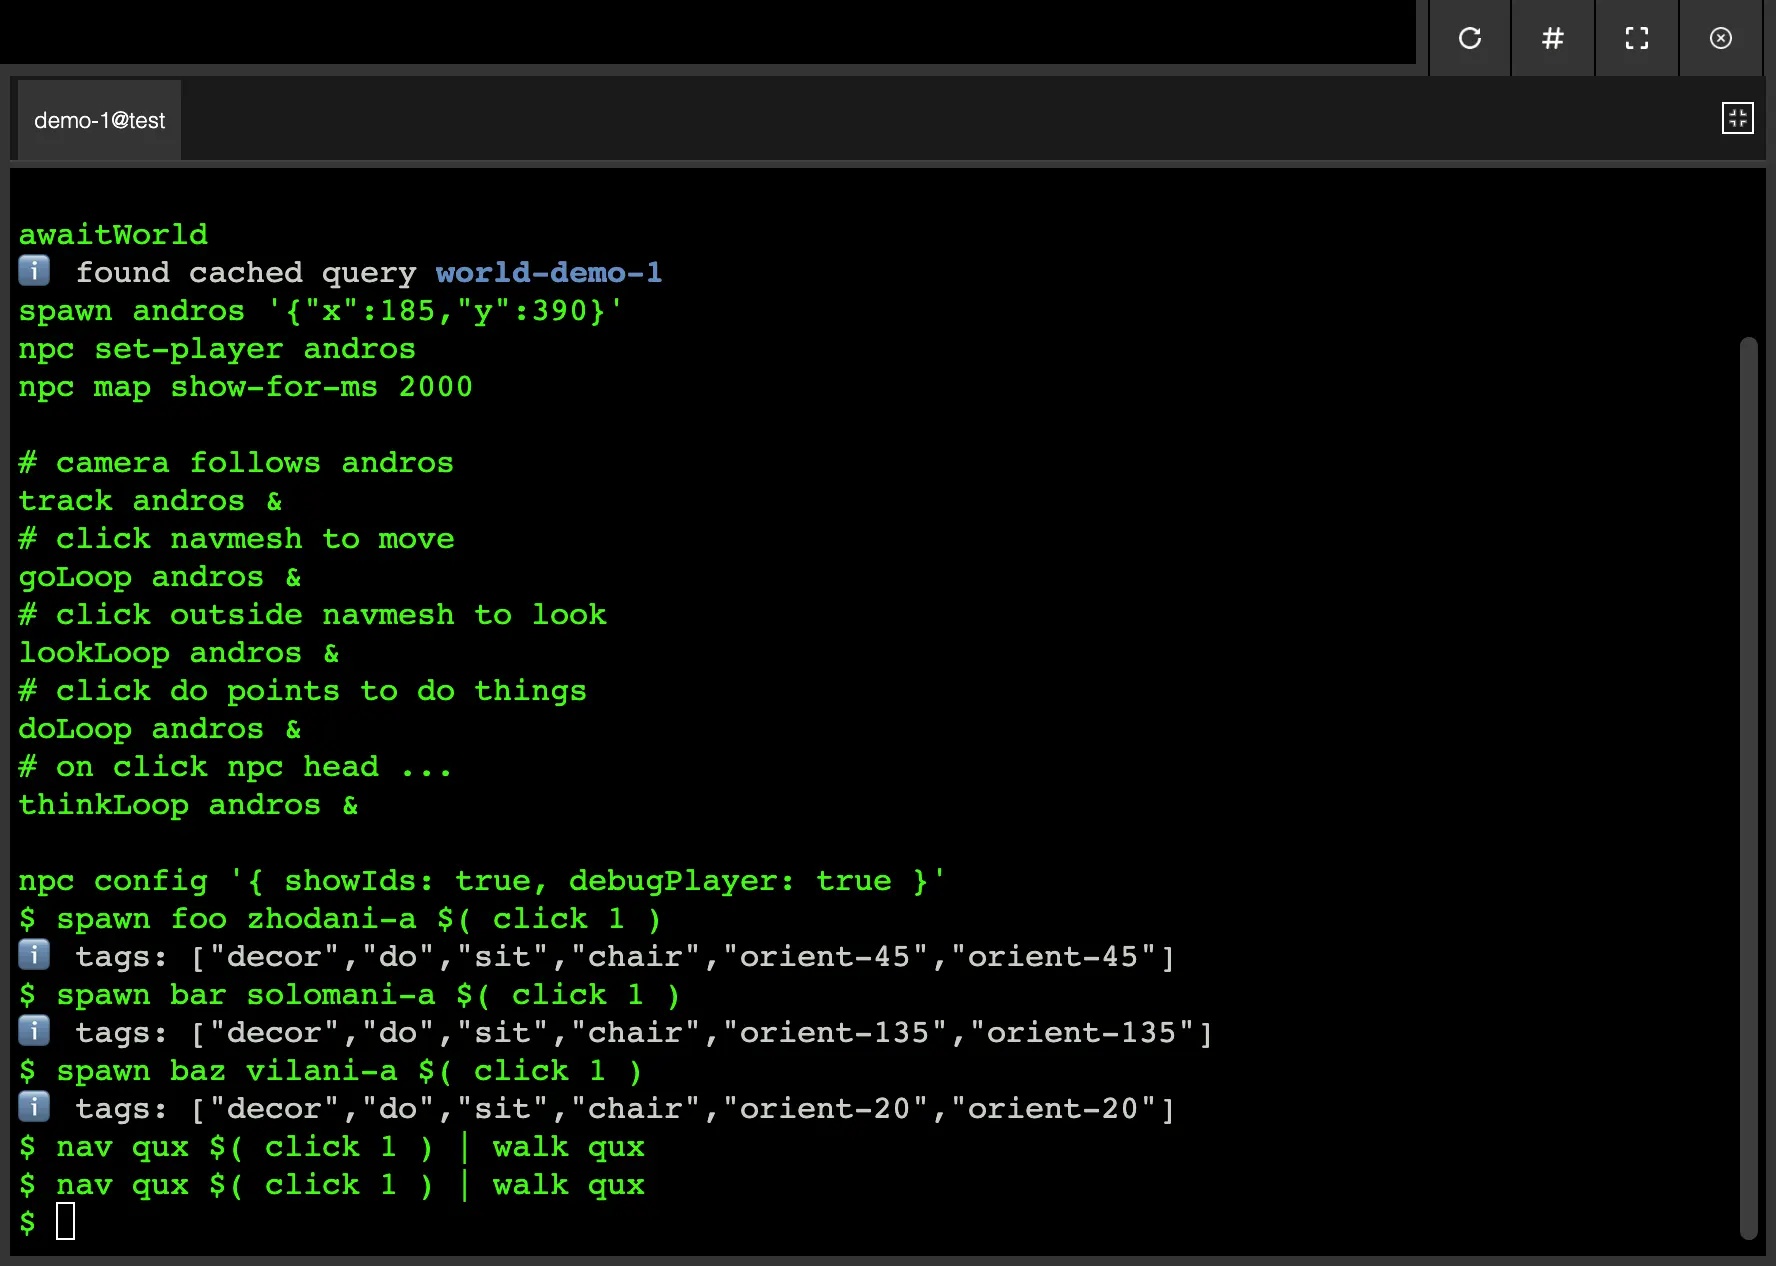 demo-1@test
awaitWorld
ℹ️ found cached query world-demo-1
spawn andros '{"x":185,"y":390}'
npc set-player andros
npc map show-for-ms 2000
# camera follows andros
track andros &
# click navmesh to move
goLoop andros &
# click outside navmesh to look
lookLoop andros &
# click do points to do things
doLoop andros &
# on click npc head ...
thinkLoop andros &
npc config '{ showIds: true, debugPlayer: true }'
$ spawn foo zhodani-a $( click 1 )
ℹ️ tags: ["decor","do","sit","chair","orient-45","orient-45"]
$ spawn bar solomani-a $( click 1 )
ℹ️ tags: ["decor","do","sit","chair","orient-135","orient-135"]
$ spawn baz vilani-a $( click 1 )
ℹ️ tags: ["decor","do","sit","chair","orient-20","orient-20"]
$ nav qux $( click 1 ) | walk qux
$ nav qux $( click 1 ) | walk qux
$